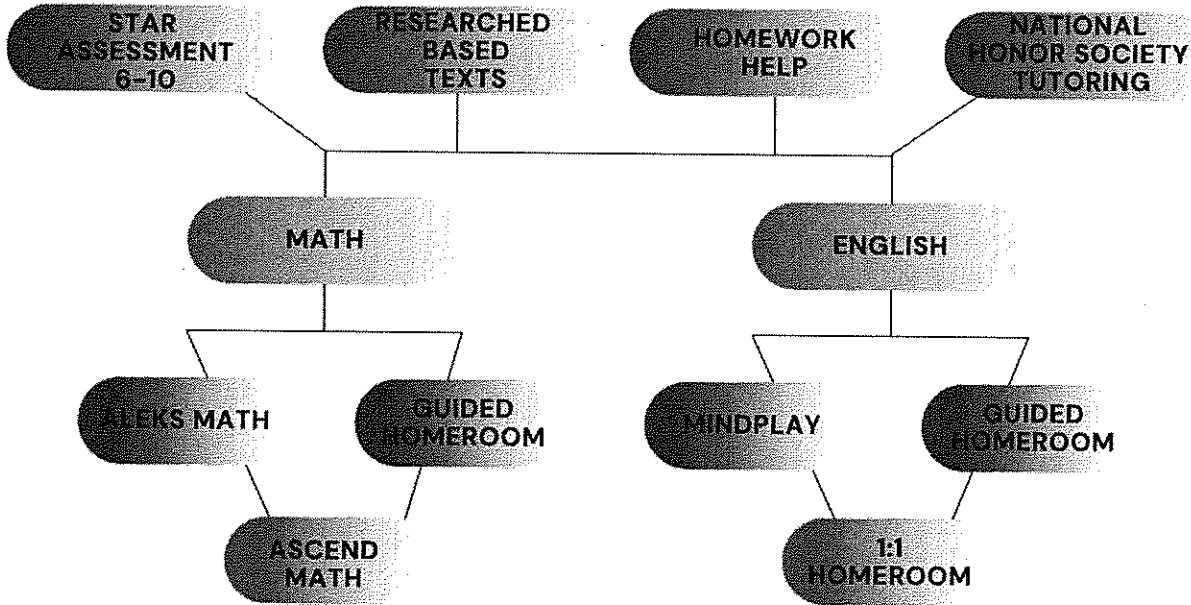 STAR
ASSESSMENT
6-10
RESEARCHED
BASED
TEXTS
HOMEWORK
HELP
NATIONAL
HONOR SOCIETY
TUTORING
MATH
ENGLISH
ALEKS MATH
GUIDED
HOMEROOM
MINDPLAY
GUIDED
HOMEROOM
ASCEND
MATH
1:1
HOMEROOM